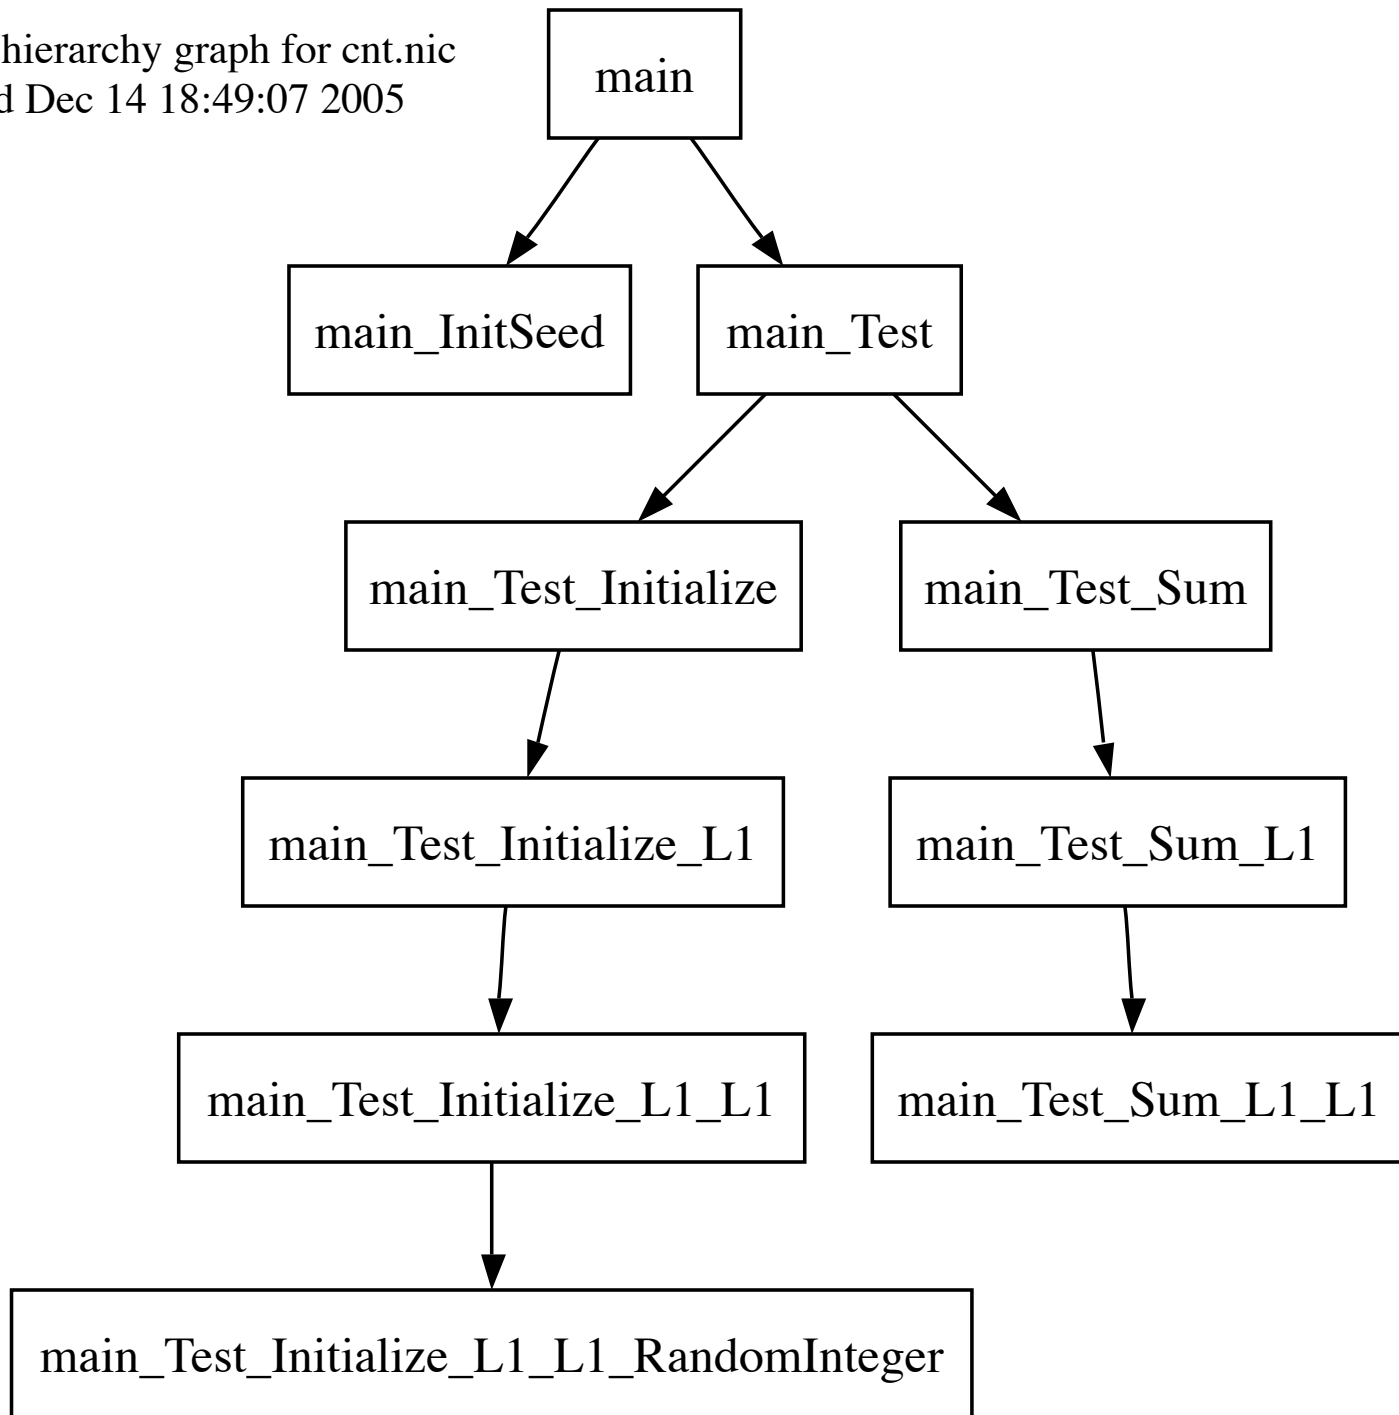 hierarchy graph for cnt.nic
Dec 14 18:49:07 2005
main
main_InitSeed
main_Test
main_Test_Initialize
main_Test_Sum
main_Test_Initialize_L1
main_Test_Sum_L1
main_Test_Initialize_L1_L1
main_Test_Sum_L1_L1
main_Test_Initialize_L1_L1_RandomInteger